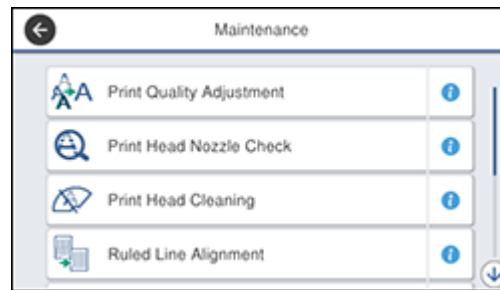 Maintenance
Print Quality Adjustment
Print Head Nozzle Check
Print Head Cleaning
Ruled Line Alignment